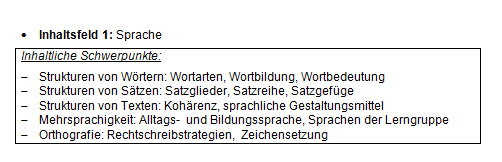 • Inhaltsfeld 1: Sprache
Inhaltliche Schwerpunkte:
– Strukturen von Wörtern: Wortarten, Wortbildung, Wortbedeutung
– Strukturen von Sätzen: Satzglieder, Satzreihe, Satzgefüge
– Strukturen von Texten: Kohärenz, sprachliche Gestaltungsmittel
– Mehrsprachigkeit: Alltags- und Bildungssprache, Sprachen der Lerngruppe
– Orthografie: Rechtschreibstrategien, Zeichensetzung